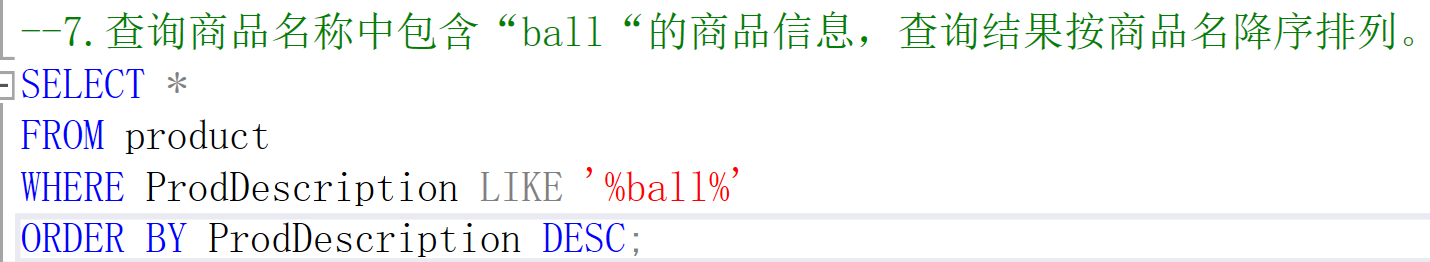 --7.查询商品名称中包含“ball“的商品信息，查询结果按商品名降序排列。
SELECT *
FROM product
WHERE ProdDescription LIKE '%ball%'
ORDER BY ProdDescription DESC;